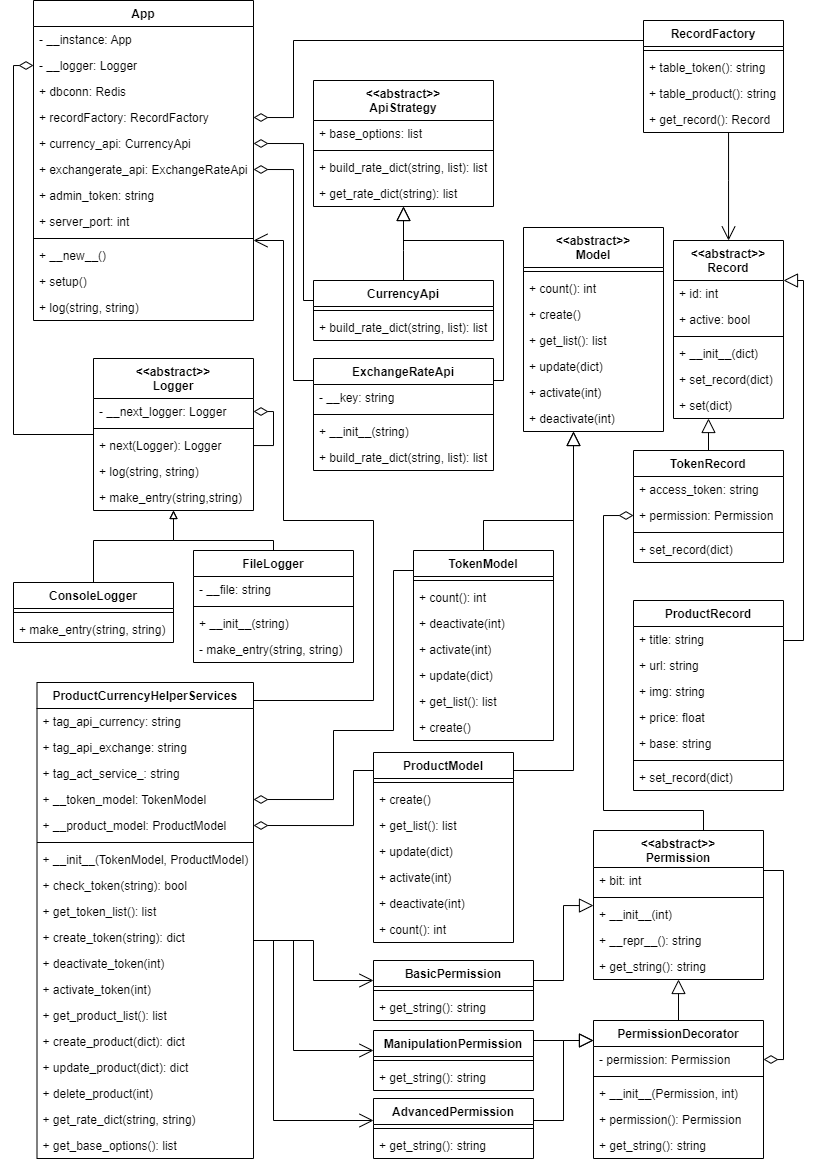 App
- __instance: App
- __logger: Logger
+ dbconn: Redis
+ recordFactory: RecordFactory
+ currency_api: CurrencyApi
+ exchangerate_api: ExchangeRateApi
+ admin_token: string
+ server_port: int
+ __new__()
+ setup()
+ log(string, string)
<<abstract>>
ApiStrategy
+ base_options: list
+ build_rate_dict(string, list): list
+ get_rate_dict(string): list
RecordFactory
+ table_token(): string
+ table_product(): string
+ get_record(): Record
CurrencyApi
+ build_rate_dict(string, list): list
ExchangeRateApi
- __key: string
+ __init__(string)
+ build_rate_dict(string, list): list
<<abstract>>
Model
+ count(): int
+ create()
+ get_list(): list
+ update(dict)
+ activate(int)
+ deactivate(int)
<<abstract>>
Record
+ id: int
+ active: bool
+ __init__(dict)
+ set_record(dict)
+ set(dict)
<<abstract>>
Logger
- __next_logger: Logger
+ next(Logger): Logger
+ log(string, string)
+ make_entry(string,string)
TokenRecord
+ access_token: string
+ permission: Permission
+ set_record(dict)
ConsoleLogger
+ make_entry(string, string)
FileLogger
- __file: string
+ __init__(string)
- make_entry(string, string)
TokenModel
+ count(): int
+ deactivate(int)
+ activate(int)
+ update(dict)
+ get_list(): list
+ create()
ProductRecord
+ title: string
+ url: string
+ img: string
+ price: float
+ base: string
+ set_record(dict)
ProductCurrencyHelperServices
+ tag_api_currency: string
+ tag_api_exchange: string
+ tag_act_service_: string
+ __token_model: TokenModel
+ __product_model: ProductModel
+ __init__(TokenModel, ProductModel)
+ check_token(string): bool
+ get_token_list(): list
+ create_token(string): dict
+ deactivate_token(int)
+ activate_token(int)
+ get_product_list(): list
+ create_product(dict): dict
+ update_product(dict): dict
+ delete_product(int)
+ get_rate_dict(string, string)
+ get_base_options(): list
ProductModel
+ create()
+ get_list(): list
+ update(dict)
+ activate(int)
+ deactivate(int)
+ count(): int
<<abstract>>
Permission
+ bit: int
+ __init__(int)
+ __repr__(): string
+ get_string(): string
BasicPermission
+ get_string(): string
ManipulationPermission
+ get_string(): string
AdvancedPermission
+ get_string(): string
PermissionDecorator
- permission: Permission
+ __init__(Permission, int)
+ permission(): Permission
+ get_string(): string